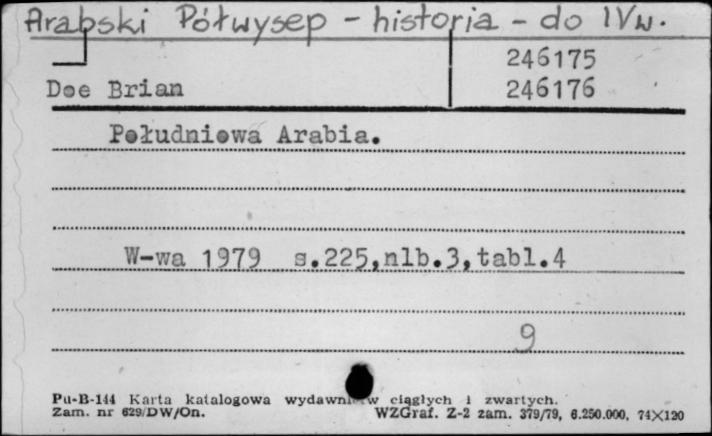 Arabski Półwysep - historia - do IV w.
246175
Doe Brian 246176
Południowa Arabia.
W-wa 1979 s.225,nlb.3,tabl.4
9
Pu-B-144 Karta katalogowa ciągłych i zwartych.
Zam. nr 629/DW/On. WZGraf. Z-2 zam. 379/79, 6.250.000, 74X120